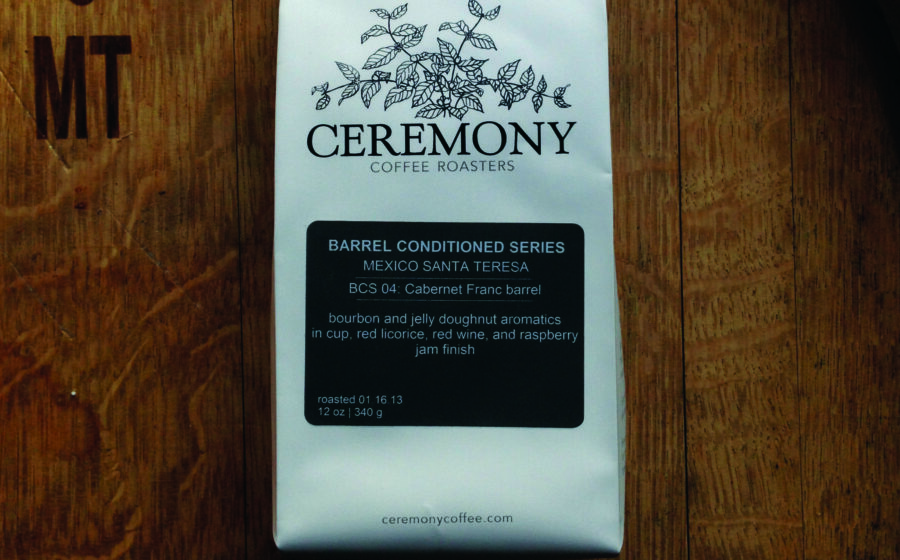 MT
CEREMONY
COFFEE ROASTERS
BARREL CONDITIONED SERIES
MEXICO SANTA TERESA
BCS 04: Cabernet Franc barrel
bourbon and jelly doughnut aromatics
in cup, red licorice, red wine, and raspberry
jam finish
roasted 01 16 13
12 oz | 340 g
ceremonycoffee.com